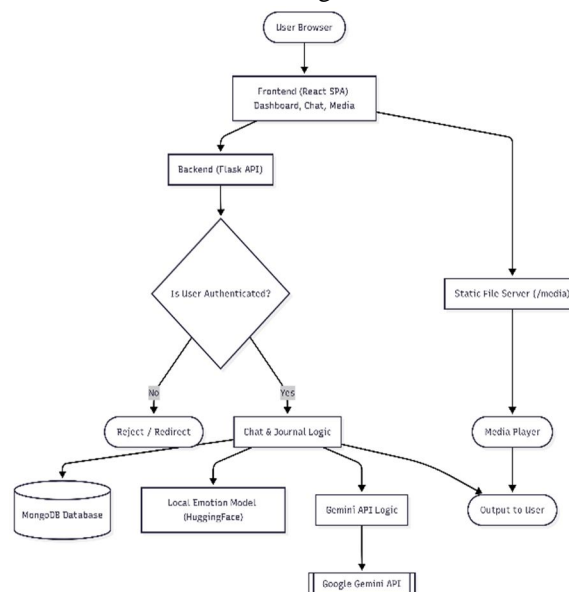 User Browser
Frontend (React SPA)
Dashboard, Chat, Media
Backend (Flask API)
Is User Authenticated?
Static File Server (/media)
No
Yes
Reject / Redirect
Chat & Journal Logic
Media Player
MongoDB Database
Local Emotion Model
(HuggingFace)
Gemini API Logic
Output to User
Google Gemini API